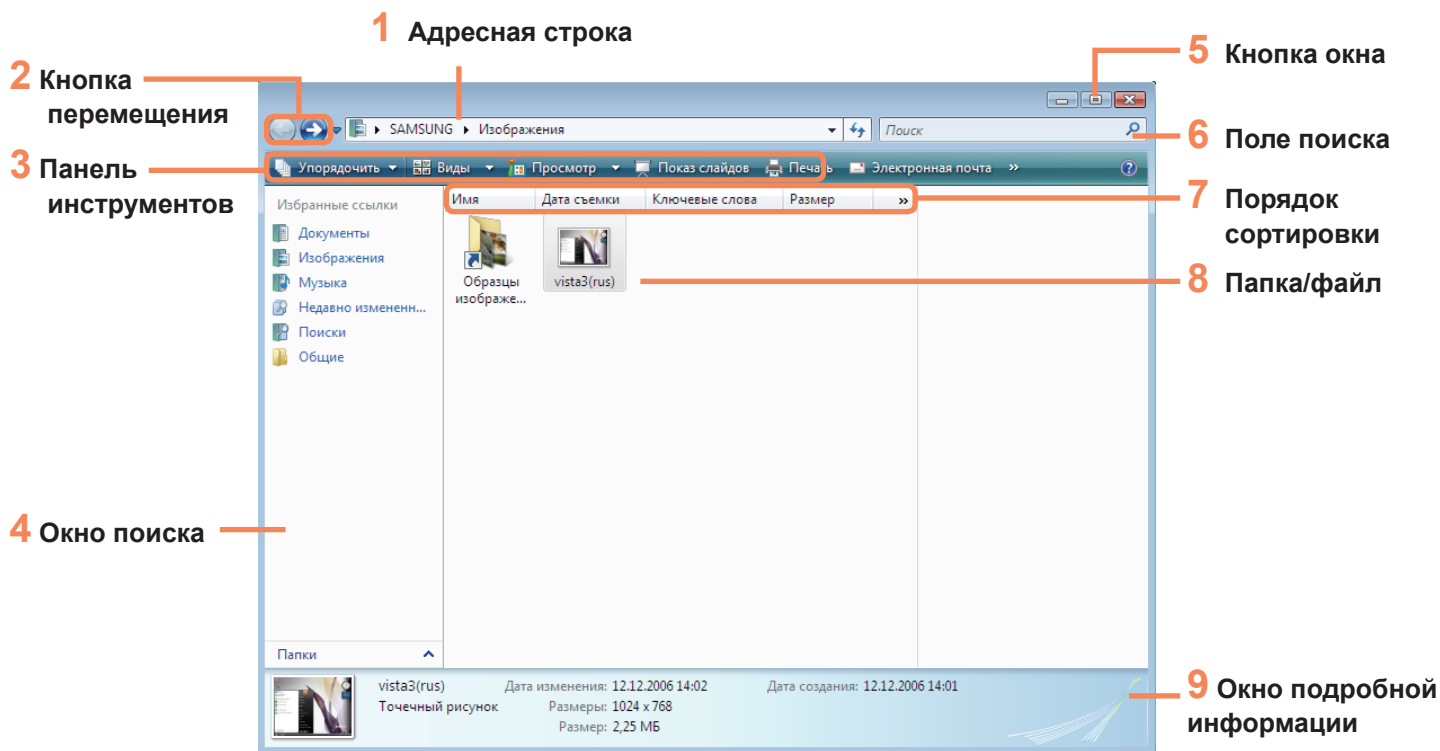 1 Адресная строка
2 Кнопка
перемещения
3 Панель
инструментов
4 Окно поиска
5 Кнопка окна
6 Поле поиска
7 Порядок
сортировки
8 Папка/файл
9 Окно подробной
информации
SAMSUNG Изображения
Поиск
Упорядочить Виды Просмотр Показ слайдов Печать Электронная почта »
Избранные ссылки
Документы
Изображения
Музыка
Недавно измененн...
Поиски
Общие
Папки
Имя Дата съемки Ключевые слова Размер »
Образцы
изображе...
vista3(rus)
vista3(rus) Дата изменения: 12.12.2006 14:02 Дата создания: 12.12.2006 14:01
Точечный рисунок Размеры: 1024 x 768
Размер: 2,25 МБ